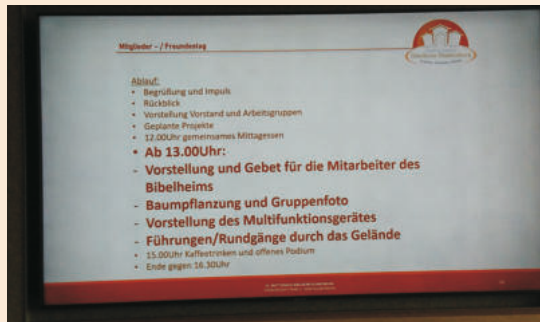 Mitglieder – / Freundestag
Ablauf:
• Begrüßung und Impuls
• Rückblick
• Vorstellung Vorstand und Arbeitsgruppen
• Geplante Projekte
• 12.00Uhr gemeinsames Mittagessen
• Ab 13.00Uhr:
- Vorstellung und Gebet für die Mitarbeiter des
Bibelheims
- Baumpflanzung und Gruppenfoto
- Vorstellung des Multifunktionsgerätes
- Führungen/Rundgänge durch das Gelände
• 15.00Uhr Kaffeetrinken und offenes Podium
• Ende gegen 16.30Uhr